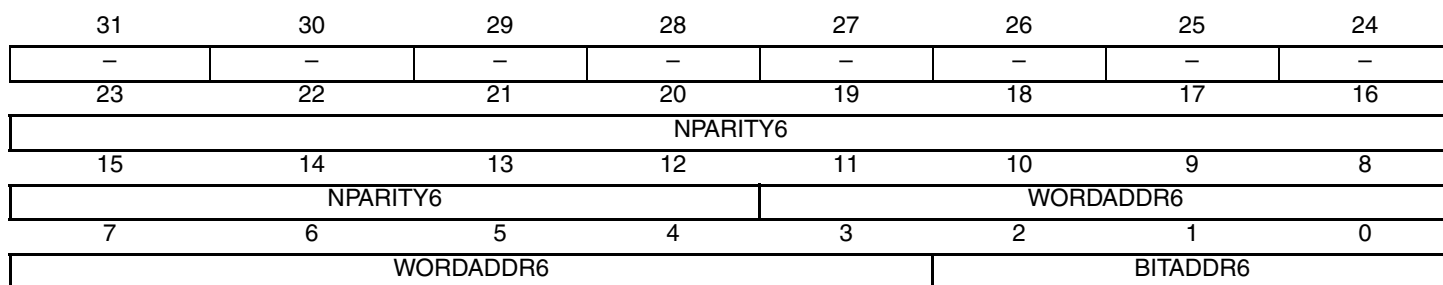 31 30 29 28 27 26 25 24
– – – – – – – –
23 22 21 20 19 18 17 16
NPARITY6
15 14 13 12 11 10 9 8
NPARITY6 WORDADDR6
7 6 5 4 3 2 1 0
WORDADDR6 BITADDR6